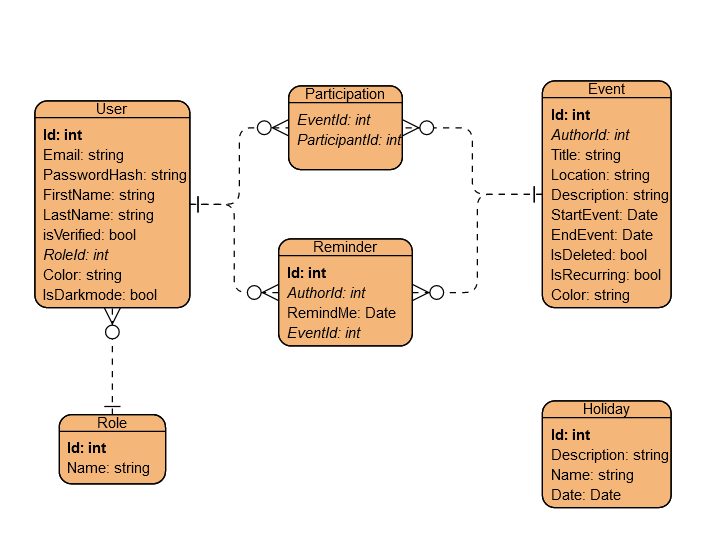 User
Id: int
Email: string
PasswordHash: string
FirstName: string
LastName: string
isVerified: bool
RoleId: int
Color: string
IsDarkmode: bool
Participation
EventId: int
ParticipantId: int
Event
Id: int
AuthorId: int
Title: string
Location: string
Description: string
StartEvent: Date
EndEvent: Date
IsDeleted: bool
IsRecurring: bool
Color: string
Reminder
Id: int
AuthorId: int
RemindMe: Date
EventId: int
Role
Id: int
Name: string
Holiday
Id: int
Description: string
Name: string
Date: Date